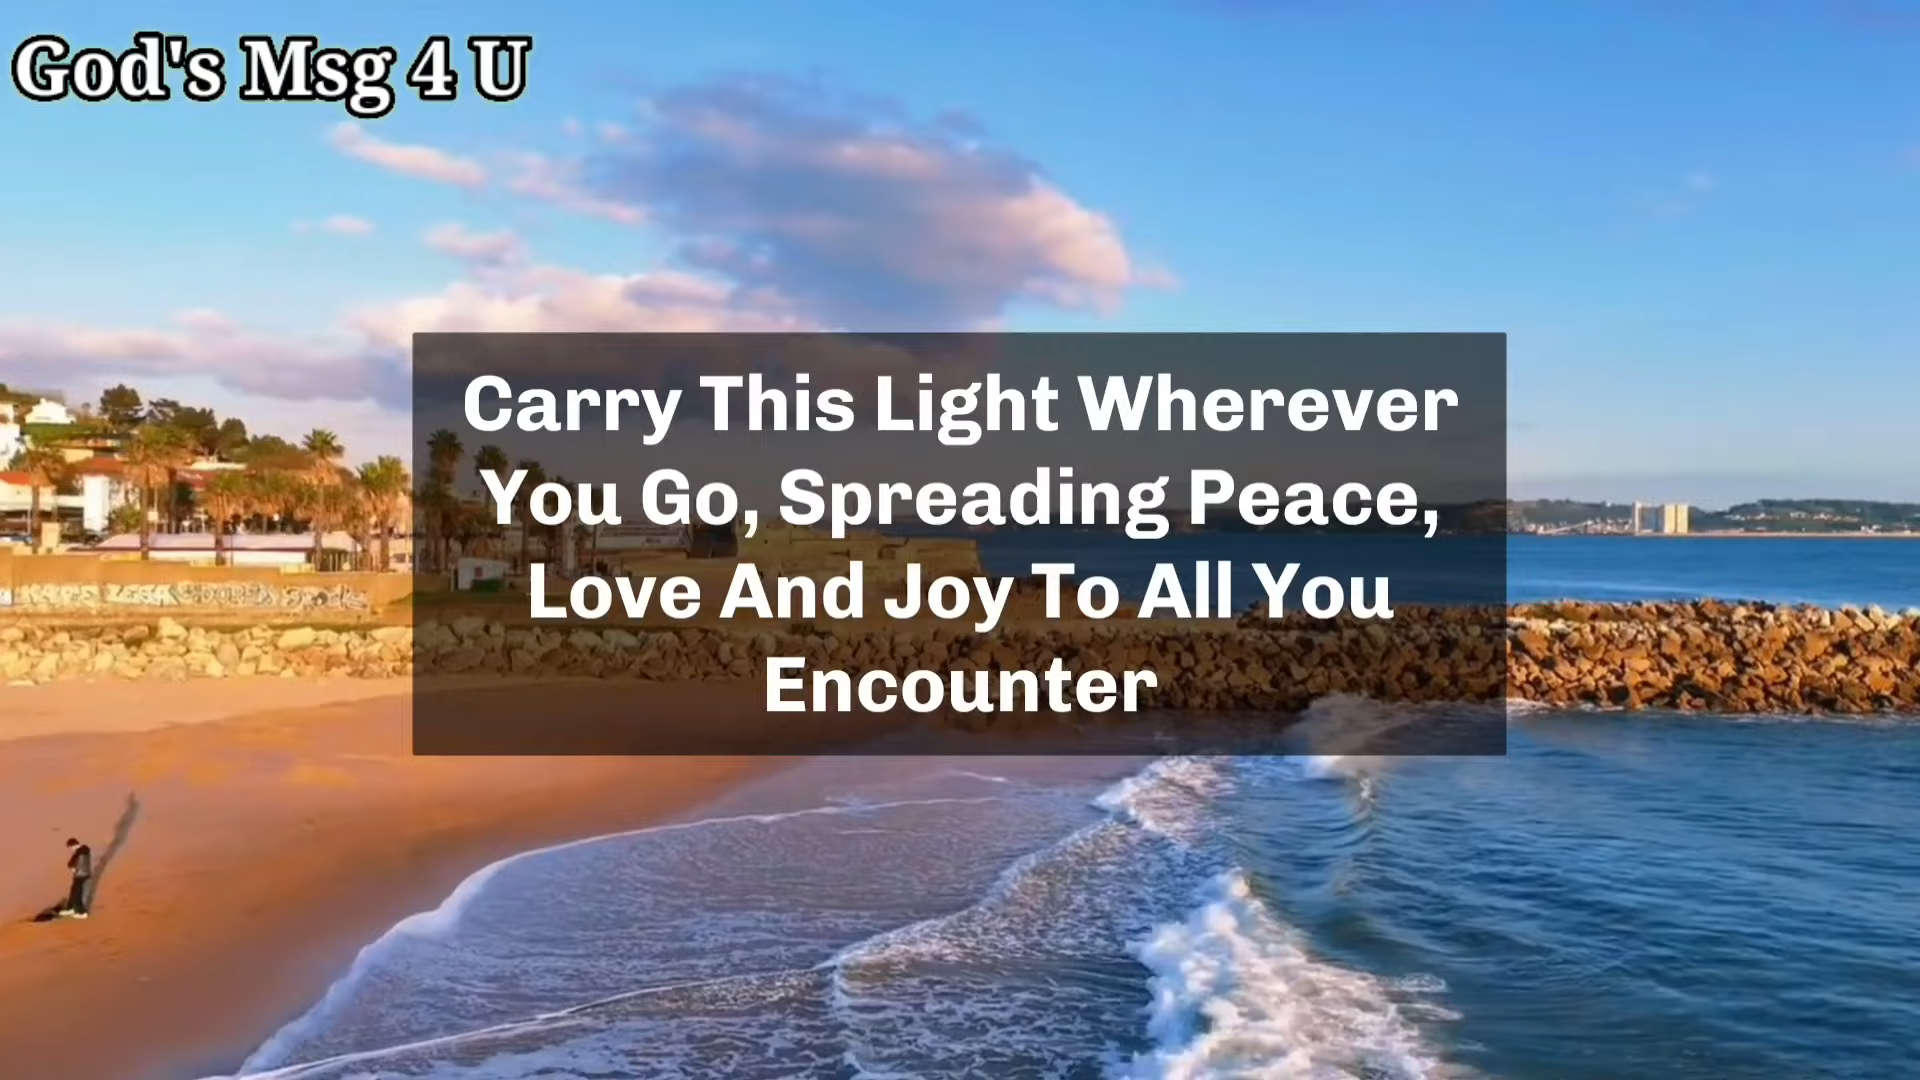 God's Msg 4 U
Carry This Light Wherever
You Go, Spreading Peace,
Love And Joy To All You
Encounter